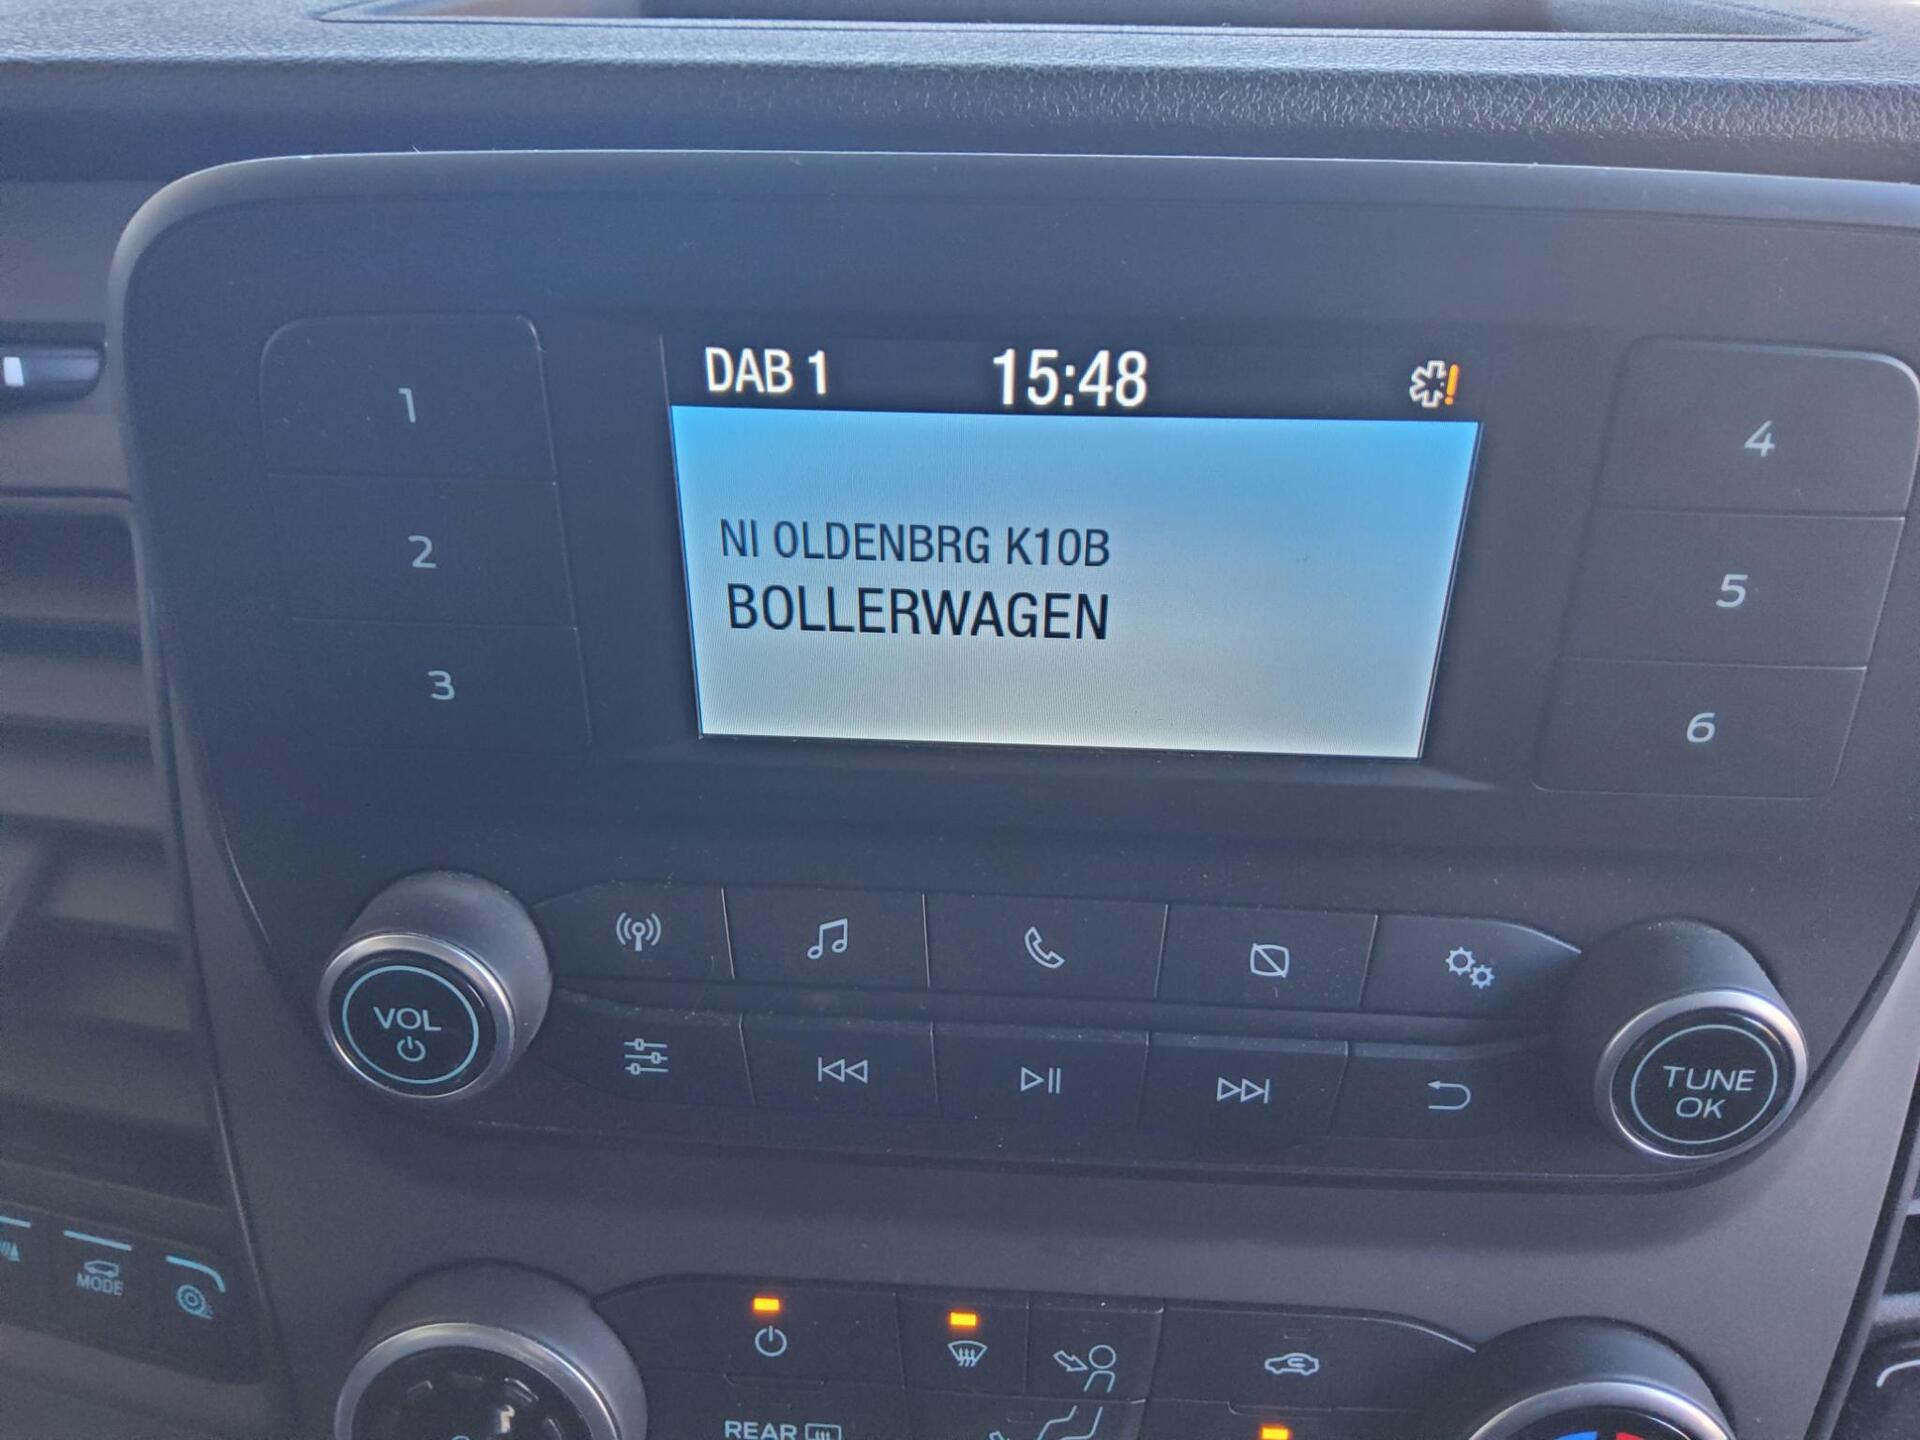 DAB 1 15:48
NI OLDENBRG K10B
BOLLERWAGEN
1
2
3
4
5
6
VOL
TUNE
OK
MODE
REAR